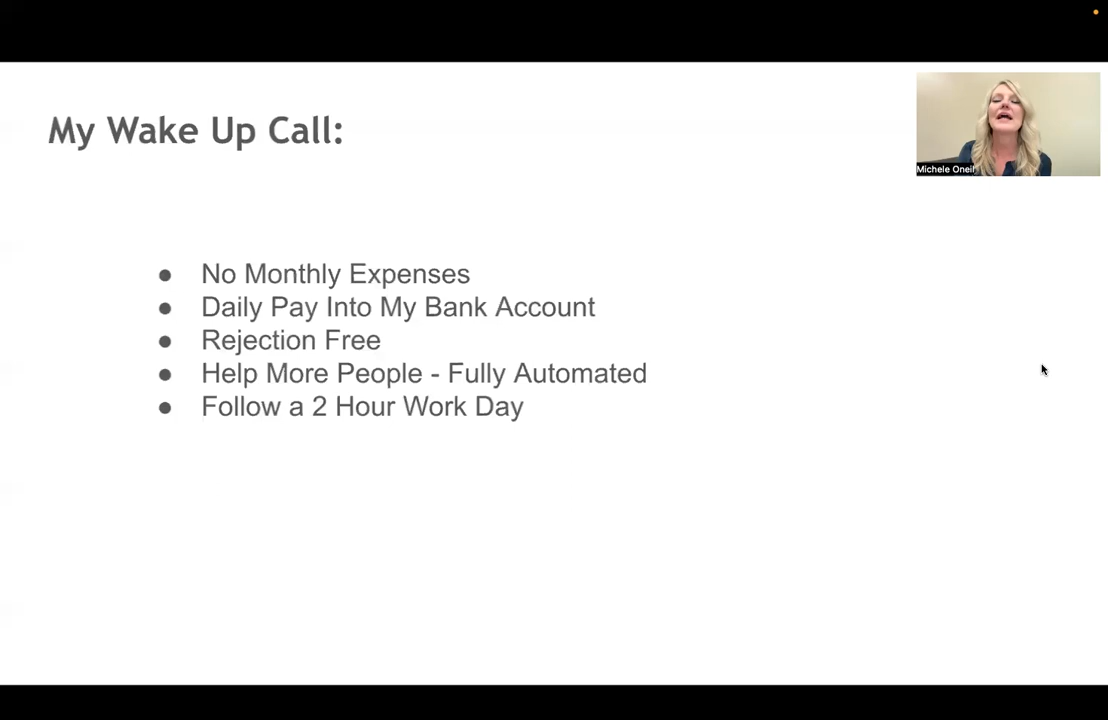 My Wake Up Call:
Michele Oneil
● No Monthly Expenses
● Daily Pay Into My Bank Account
● Rejection Free
● Help More People - Fully Automated
● Follow a 2 Hour Work Day